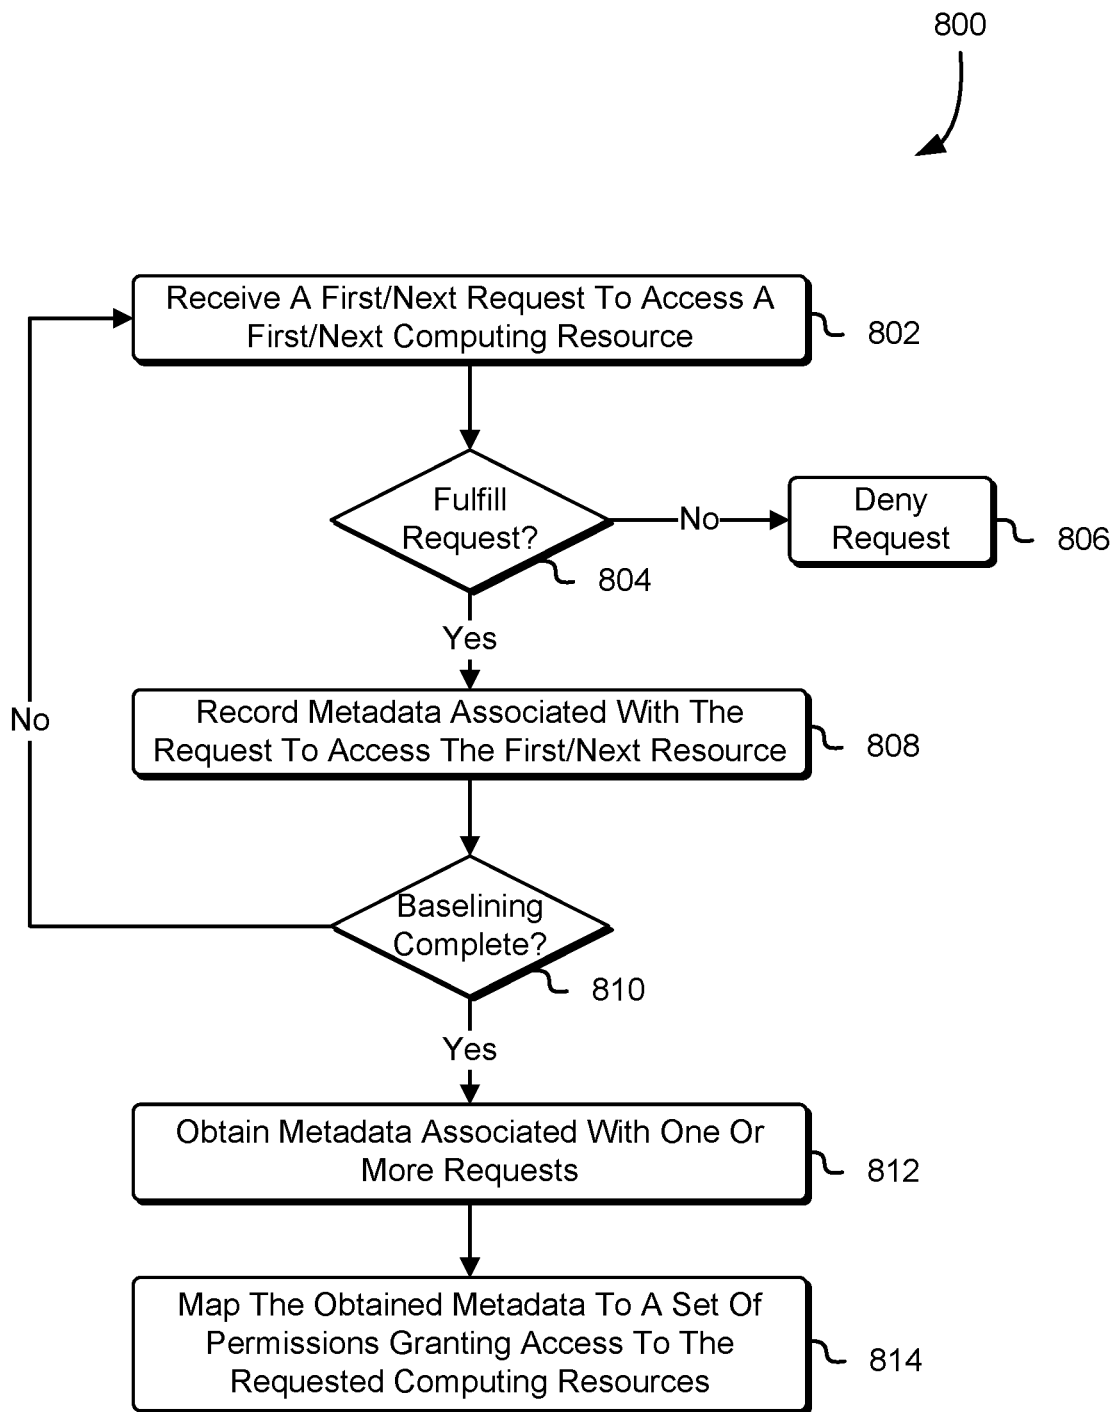 800
Receive A First/Next Request To Access A
First/Next Computing Resource
802
Fulfill
Request?
804
No
Deny
Request
806
Yes
Record Metadata Associated With The
Request To Access The First/Next Resource
808
No
Baselining
Complete?
810
Yes
Obtain Metadata Associated With One Or
More Requests
812
Map The Obtained Metadata To A Set Of
Permissions Granting Access To The
Requested Computing Resources
814